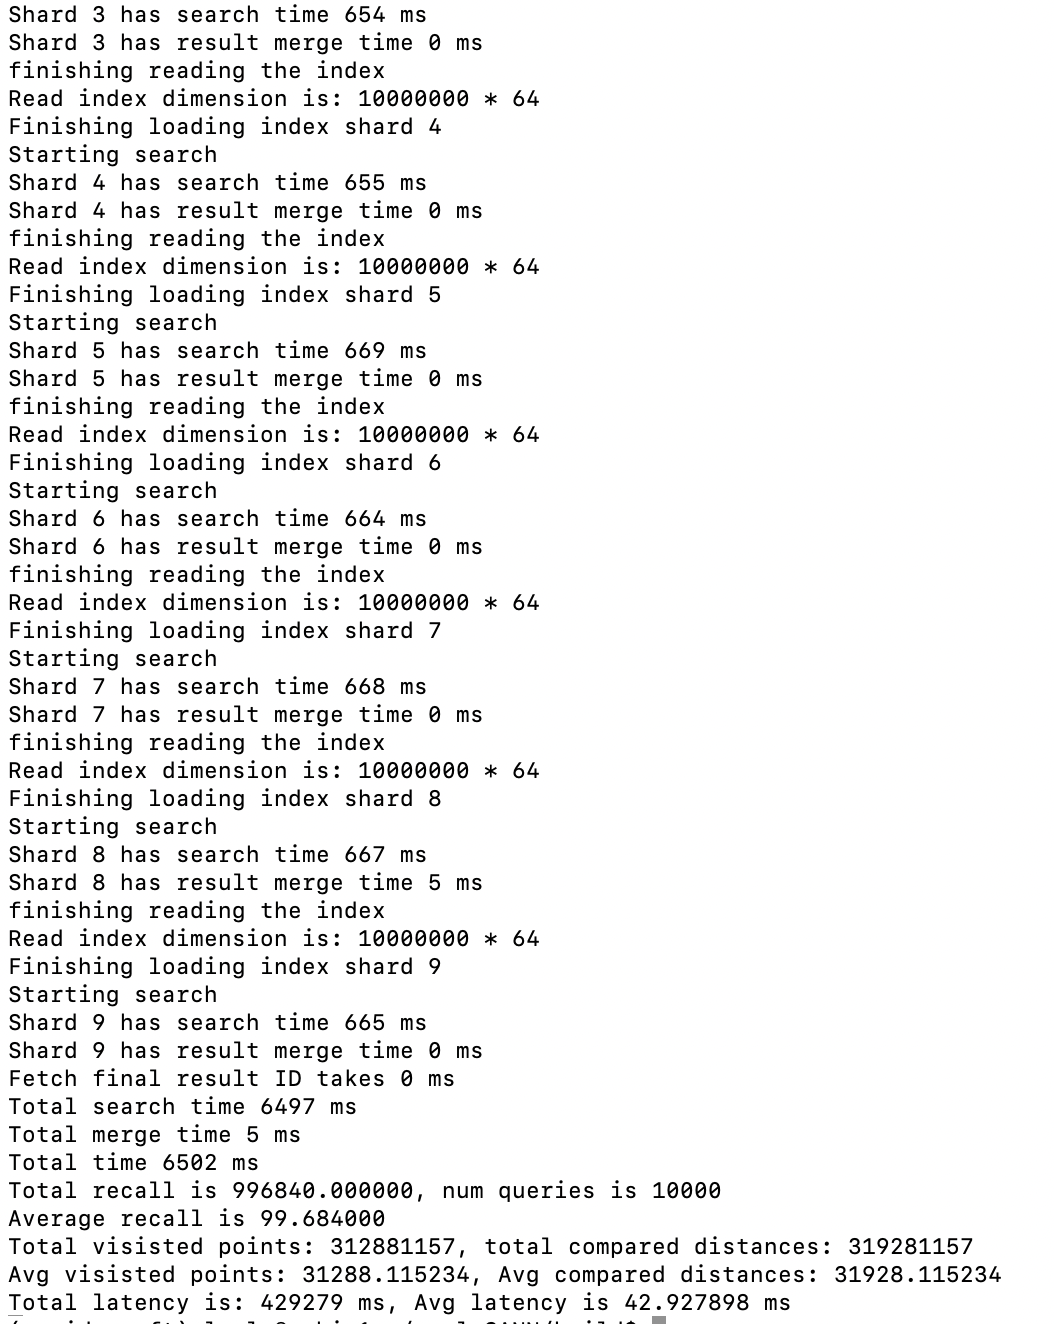 Shard 3 has search time 654 ms
Shard 3 has result merge time 0 ms
finishing reading the index
Read index dimension is: 10000000 * 64
Finishing loading index shard 4
Starting search
Shard 4 has search time 655 ms
Shard 4 has result merge time 0 ms
finishing reading the index
Read index dimension is: 10000000 * 64
Finishing loading index shard 5
Starting search
Shard 5 has search time 669 ms
Shard 5 has result merge time 0 ms
finishing reading the index
Read index dimension is: 10000000 * 64
Finishing loading index shard 6
Starting search
Shard 6 has search time 664 ms
Shard 6 has result merge time 0 ms
finishing reading the index
Read index dimension is: 10000000 * 64
Finishing loading index shard 7
Starting search
Shard 7 has search time 668 ms
Shard 7 has result merge time 0 ms
finishing reading the index
Read index dimension is: 10000000 * 64
Finishing loading index shard 8
Starting search
Shard 8 has search time 667 ms
Shard 8 has result merge time 5 ms
finishing reading the index
Read index dimension is: 10000000 * 64
Finishing loading index shard 9
Starting search
Shard 9 has search time 665 ms
Shard 9 has result merge time 0 ms
Fetch final result ID takes 0 ms
Total search time 6497 ms
Total merge time 5 ms
Total time 6502 ms
Total recall is 996840.000000, num queries is 10000
Average recall is 99.684000
Total visisted points: 312881157, total compared distances: 319281157
Avg visisted points: 31288.115234, Avg compared distances: 31928.115234
Total latency is: 429279 ms, Avg latency is 42.927898 ms